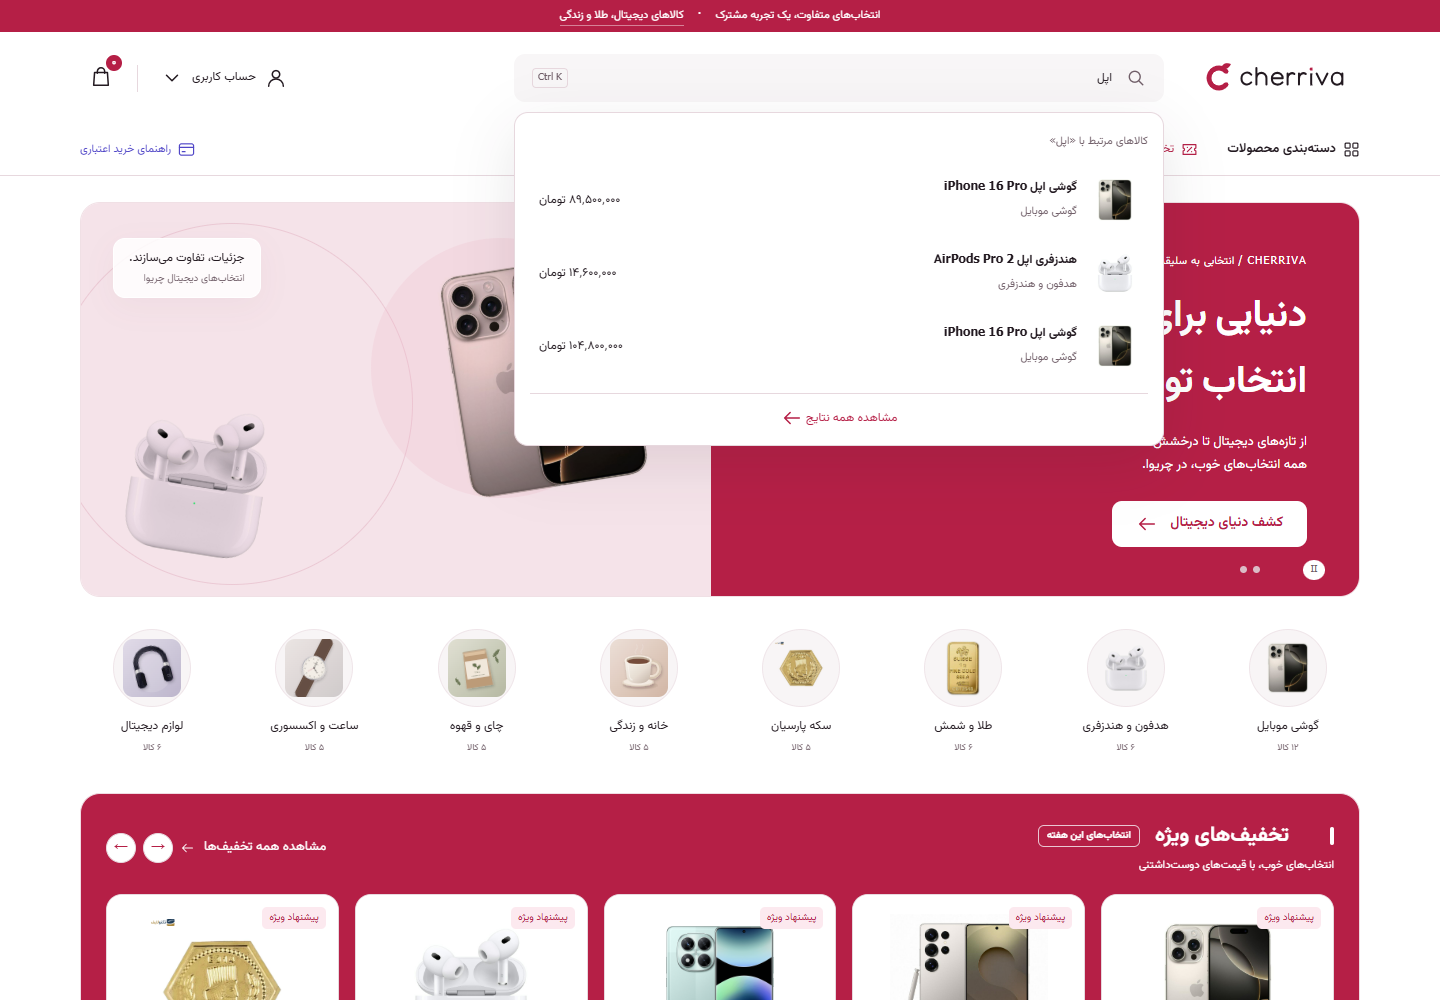 انتخاب‌های متفاوت، یک تجربه مشترک • کالاهای دیجیتال، طلا و زندگی
cherriva
اپل
Ctrl K
حساب کاربری
۰
دسته‌بندی محصولات
تخ
راهنمای خرید اعتباری
کالاهای مرتبط با «اپل»
گوشی اپل iPhone 16 Pro
گوشی موبایل
۸۹,۵۰۰,۰۰۰ تومان
هندزفری اپل AirPods Pro 2
هدفون و هندزفری
۱۴,۶۰۰,۰۰۰ تومان
گوشی اپل iPhone 16 Pro
گوشی موبایل
۱۰۴,۸۰۰,۰۰۰ تومان
مشاهده همه نتایج
CHERRIVA / انتخابی به سلیقه
دنیایی برای
انتخاب تو
از تازه‌های دیجیتال تا درخشش
همه انتخاب‌های خوب، در چریوا.
کشف دنیای دیجیتال
جزئیات، تفاوت می‌سازند.
انتخاب‌های دیجیتال چریوا
گوشی موبایل
۱۲ کالا
هدفون و هندزفری
۶ کالا
طلا و شمش
۶ کالا
سکه پارسیان
۵ کالا
خانه و زندگی
۵ کالا
چای و قهوه
۵ کالا
ساعت و اکسسوری
۵ کالا
لوازم دیجیتال
۶ کالا
تخفیف‌های ویژه
انتخاب‌های این هفته
انتخاب‌های خوب، با قیمت‌های دوست‌داشتنی
مشاهده همه تخفیف‌ها
پیشنهاد ویژه
پیشنهاد ویژه
پیشنهاد ویژه
پیشنهاد ویژه
پیشنهاد ویژه